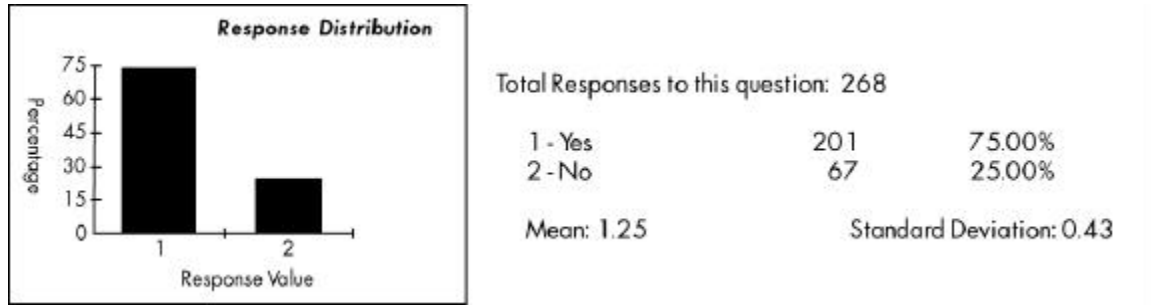 Response Distribution
75
60
45
30
15
0
Percentage
1 2
Response Value
Total Responses to this question: 268
1 - Yes 201 75.00%
2 - No 67 25.00%
Mean: 1.25 Standard Deviation: 0.43